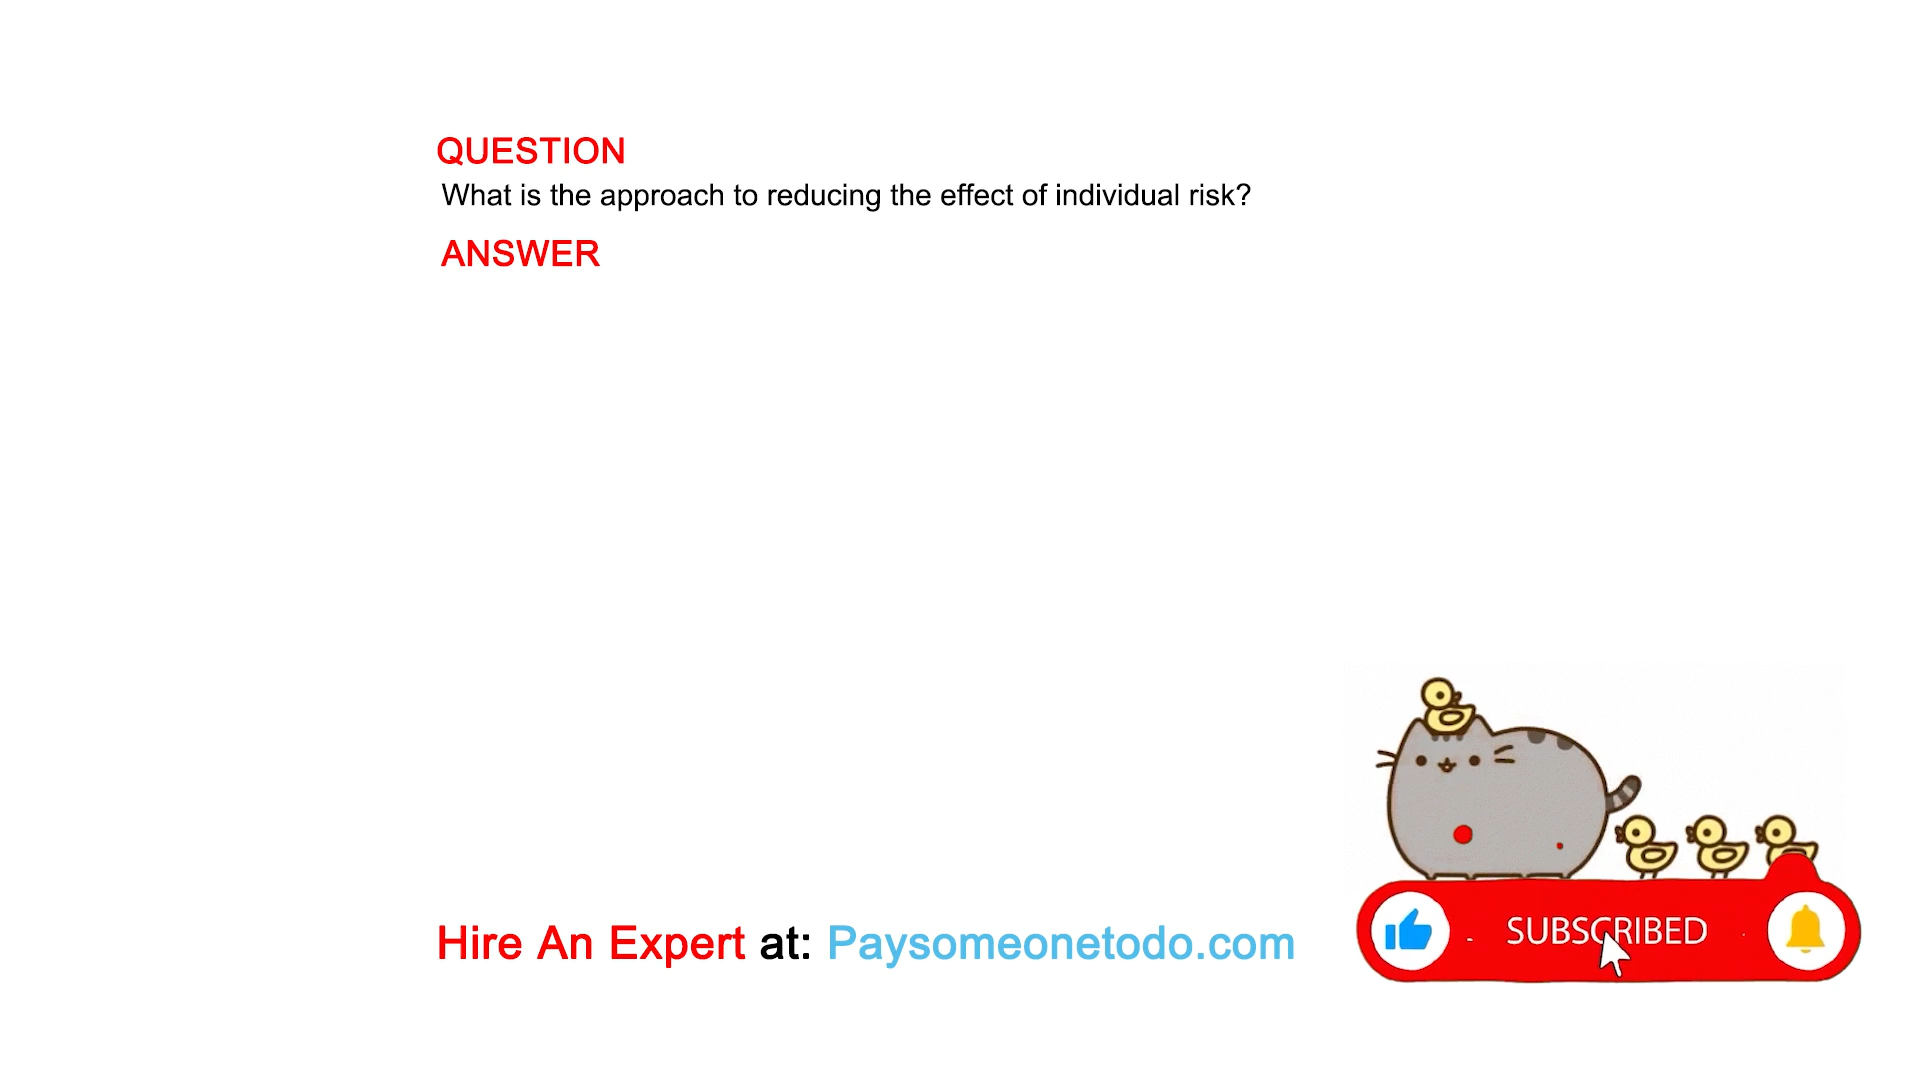 QUESTION
What is the approach to reducing the effect of individual risk?
ANSWER
Hire An Expert at: Paysomeonetodo.com
SUBSCRIBED